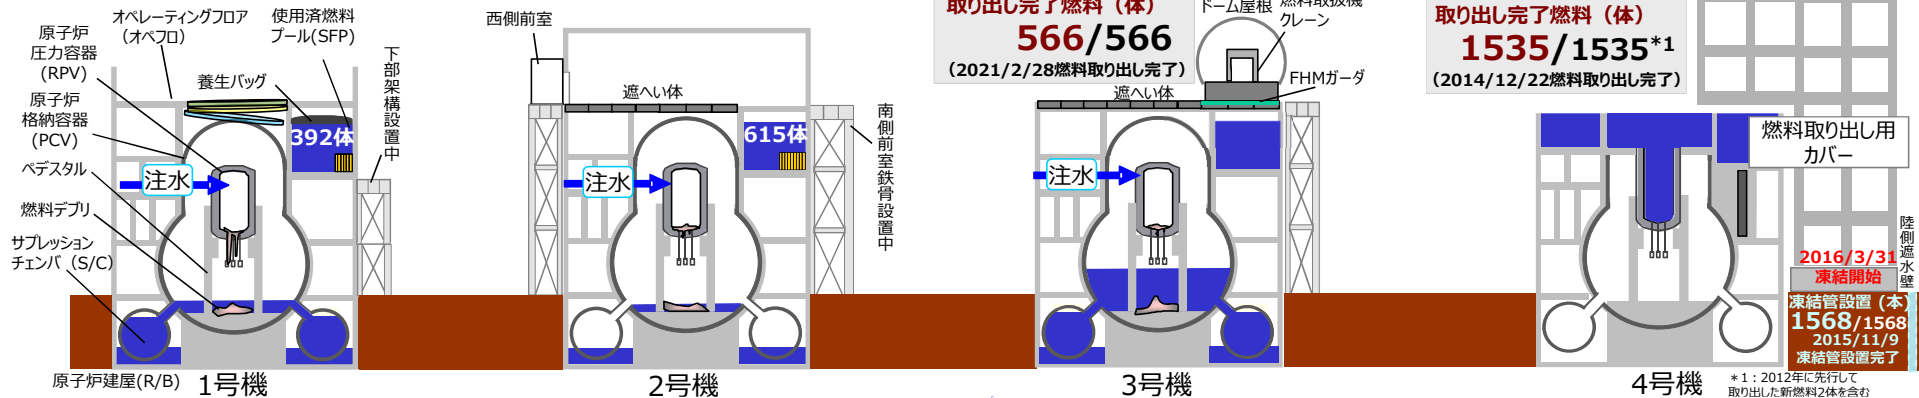 オペレーティングフロア
(オペフロ)
使用済燃料
プール(SFP)
原子炉
圧力容器
(RPV)
養生バッグ
下部架構設置中
原子炉
格納容器
(PCV)
392体
ペデスタル
注水
燃料デブリ
サプレッション
チェンバ (S/C)
原子炉建屋(R/B)
1号機
西側前室
遮へい体
615体
南側前室鉄骨設置中
注水
2号機
取り出し完了燃料(体)
566/566
(2021/2/28燃料取り出し完了)
ドーム屋根
燃料取扱機
クレーン
FHMガーダ
遮へい体
注水
3号機
取り出し完了燃料(体)
1535/1535*1
(2014/12/22燃料取り出し完了)
燃料取り出し用
カバー
陸側遮水壁
2016/3/31
凍結開始
凍結管設置(本)
1568/1568
2015/11/9
凍結管設置完了
4号機
*1:2012年に先行して
取り出した新燃料2体を含む